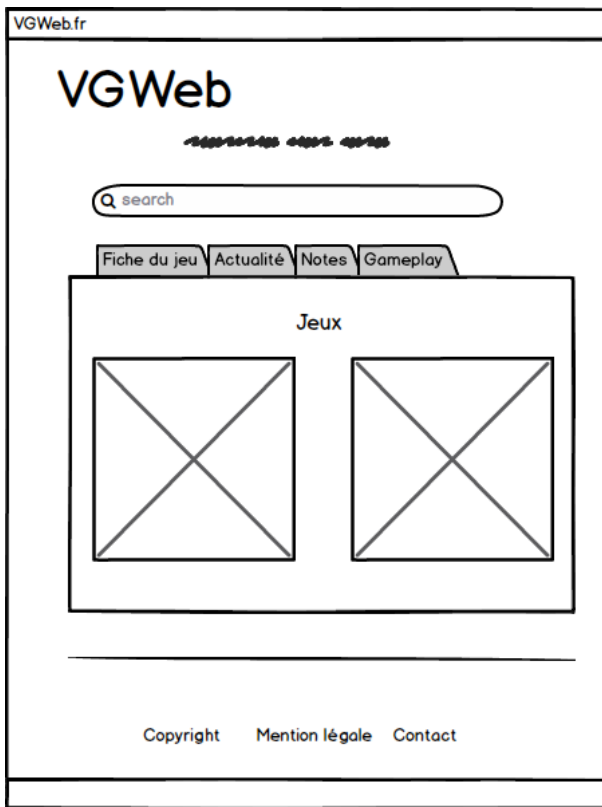 VGWeb.fr
VGWeb
search
Fiche du jeu Actualité Notes Gameplay
Jeux
Copyright Mention légale Contact